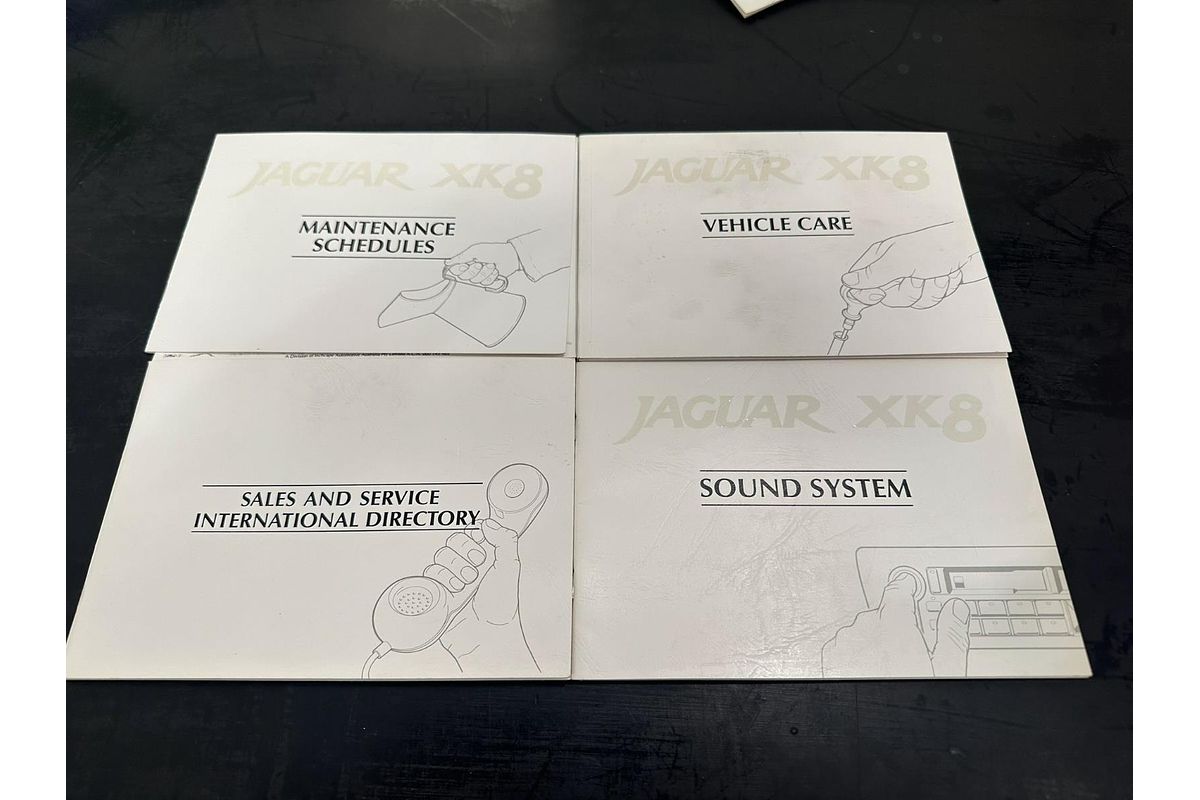 JAGUAR XK8
MAINTENANCE
SCHEDULES
JAGUAR XK8
VEHICLE CARE
SALES AND SERVICE
INTERNATIONAL DIRECTORY
JAGUAR XK8
SOUND SYSTEM